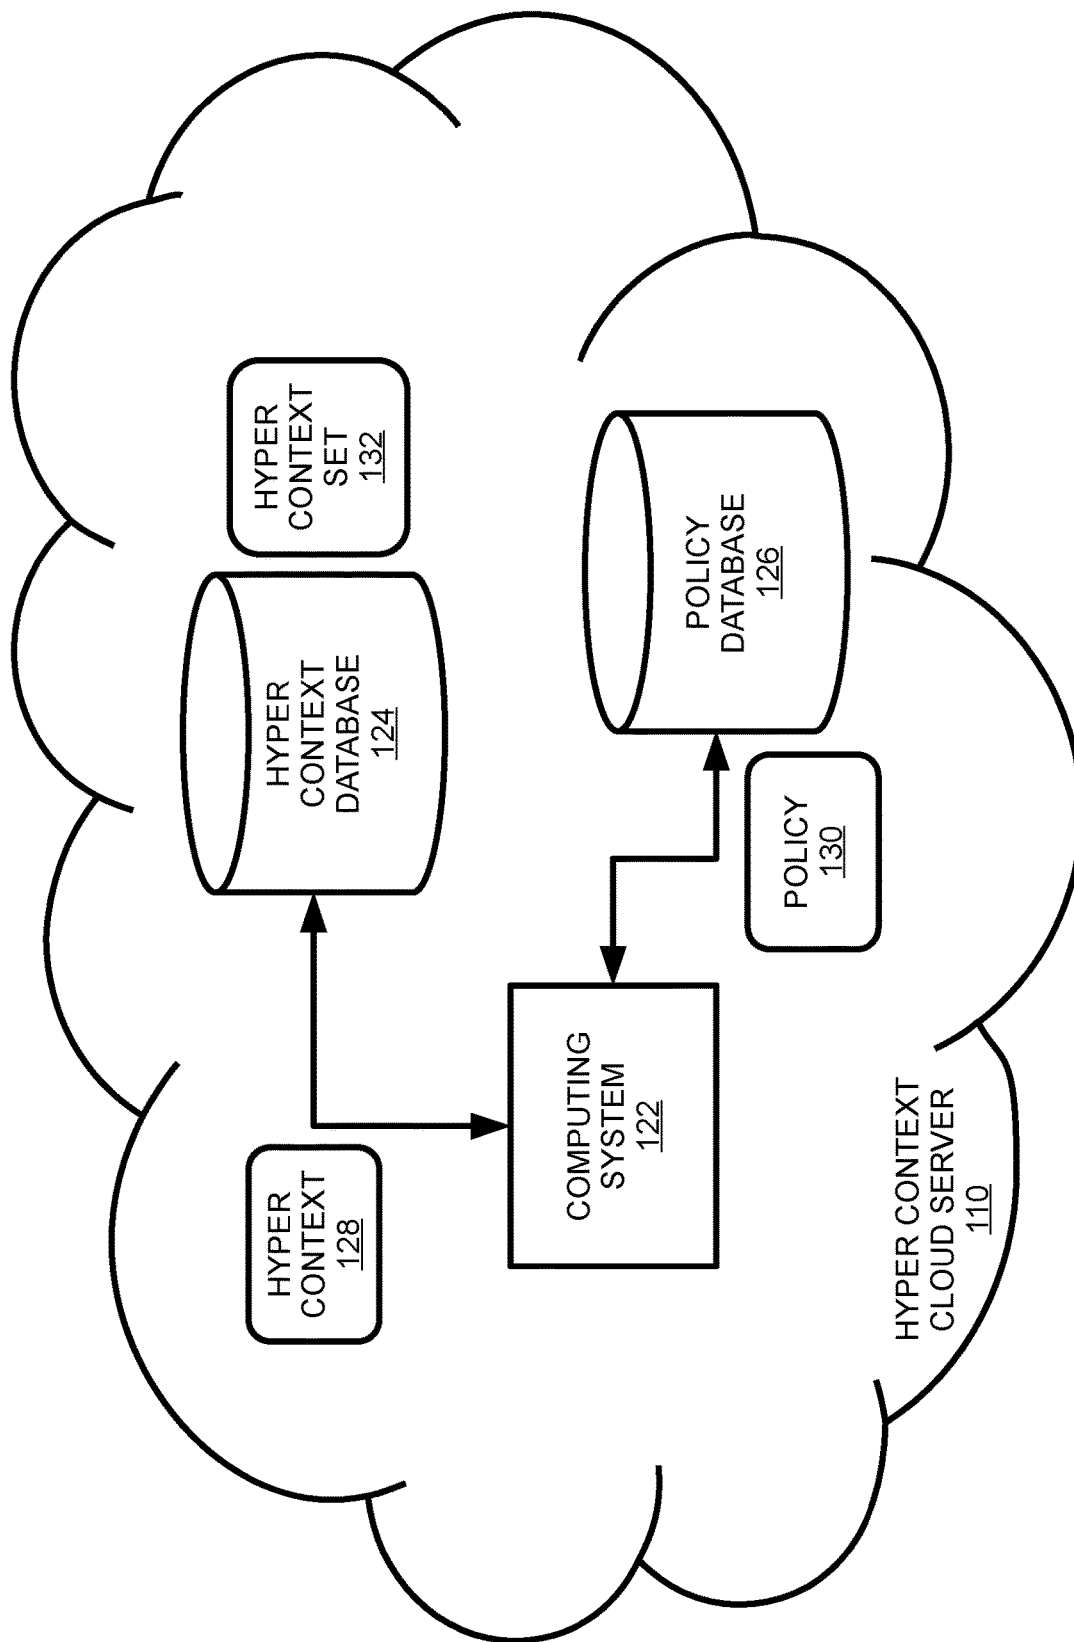 HYPER
CONTEXT
128
HYPER
CONTEXT
DATABASE
124
HYPER
CONTEXT
SET
132
COMPUTING
SYSTEM
122
POLICY
130
POLICY
DATABASE
126
HYPER CONTEXT
CLOUD SERVER
110